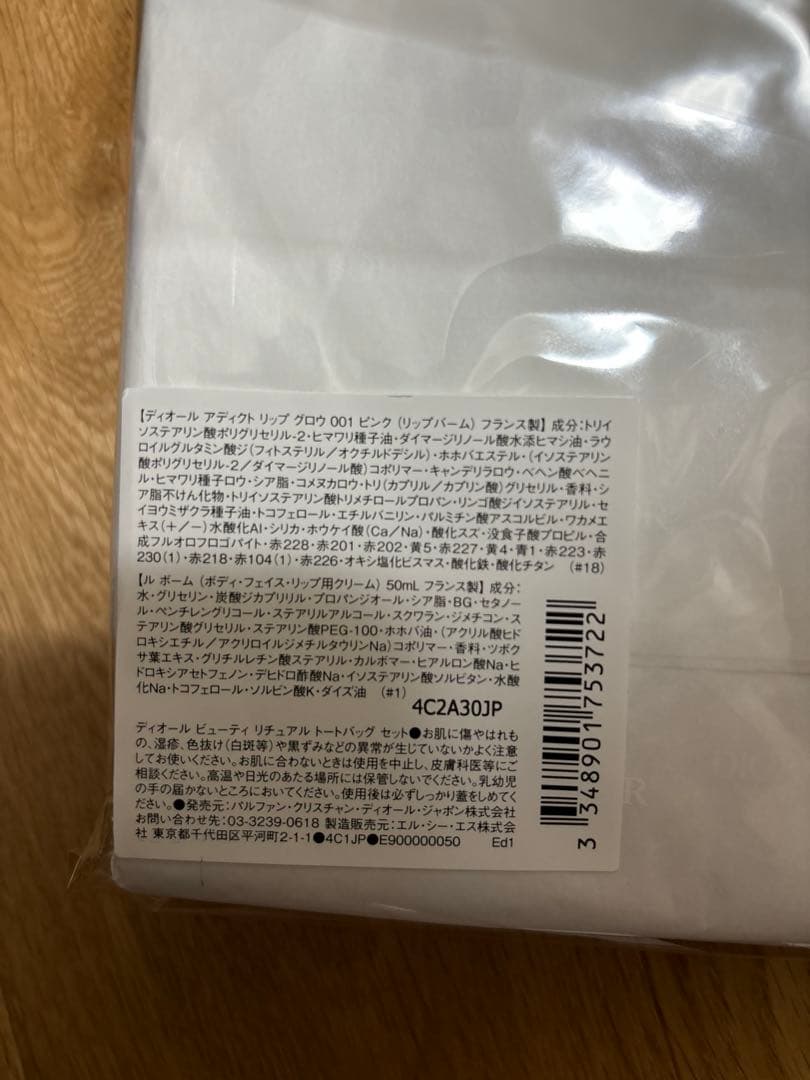 【ディオール アディクト リップ グロウ 001 ピンク (リップバーム) フランス製】 成分:トリイ
ソステアリン酸ポリグリセリル-2・ヒマワリ種子油・ダイマージリノール酸水添ヒマシ油・ラウ
ロイルグルタミン酸ジ(フィトステリル/オクチルドデシル)・ホホバエステル・(イソステアリン
酸ポリグリセリル-2/ダイマージリノール酸)コポリマー・キャンデリラロウ・ベヘン酸ベヘニ
ル・ヒマワリ種子ロウ・シア脂・コメヌカロウ・トリ(カプリル/カプリン酸)グリセリル・香料・シ
ア脂不けん化物・トリイソステアリン酸トリメチロールプロパン・リンゴ酸ジイソステアリル・セ
イヨウミザクラ種子油・トコフェロール・エチルバニリン・パルミチン酸アスコルビル・ワカメエ
キス(+/-)水酸化Al・シリカ・ホウケイ酸(Ca/Na)・酸化スズ・没食子酸プロピル・合
成フルオロフロゴパイト・赤228・赤201・赤202・黄5・赤227・黄4・青1・赤223・赤
230(1)・赤218・赤104(1)・赤226・オキシ塩化ビスマス・酸化鉄・酸化チタン (#18)
【ル ボーム (ボディ・フェイス・リップ用クリーム) 50mL フランス製】 成分:
水・グリセリン・炭酸ジカプリリル・プロパンジオール・シア脂・BG・セタノー
ル・ペンチレングリコール・ステアリルアルコール・スクワラン・ジメチコン・ス
テアリン酸グリセリル・ステアリン酸PEG-100・ホホバ油・(アクリル酸ヒド
ロキシエチル/アクリロイルジメチルタウリンNa)コポリマー・香料・ツボク
サ葉エキス・グリチルレチン酸ステアリル・カルボマー・ヒアルロン酸Na・ヒ
ドロキシアセトフェノン・デヒドロ酢酸Na・イソステアリン酸ソルビタン・水酸
化Na・トコフェロール・ソルビン酸K・ダイズ油 (#1)
4C2A30JP
ディオール ビューティ リチュアル トートバッグ セット●お肌に傷やはれも
の、湿疹、色抜け(白斑等)や黒ずみなどの異常が生じていないかよく注意
してお使いください。お肌に合わないときは使用を中止し、皮膚科医等にご
相談ください。高温や日光のあたる場所には保管しないでください。乳幼児
の手の届かないところにおいてください。使用後は必ずしっかり蓋をしめてく
ださい。●発売元:パルファン・クリスチャン・ディオール・ジャポン株式会社
お問い合わせ先:03-3239-0618 製造販売元:エル・シー・エス株式会
社 東京都千代田区平河町2-1-1●4C1JP●E900000050 Ed1
3 348901 753722